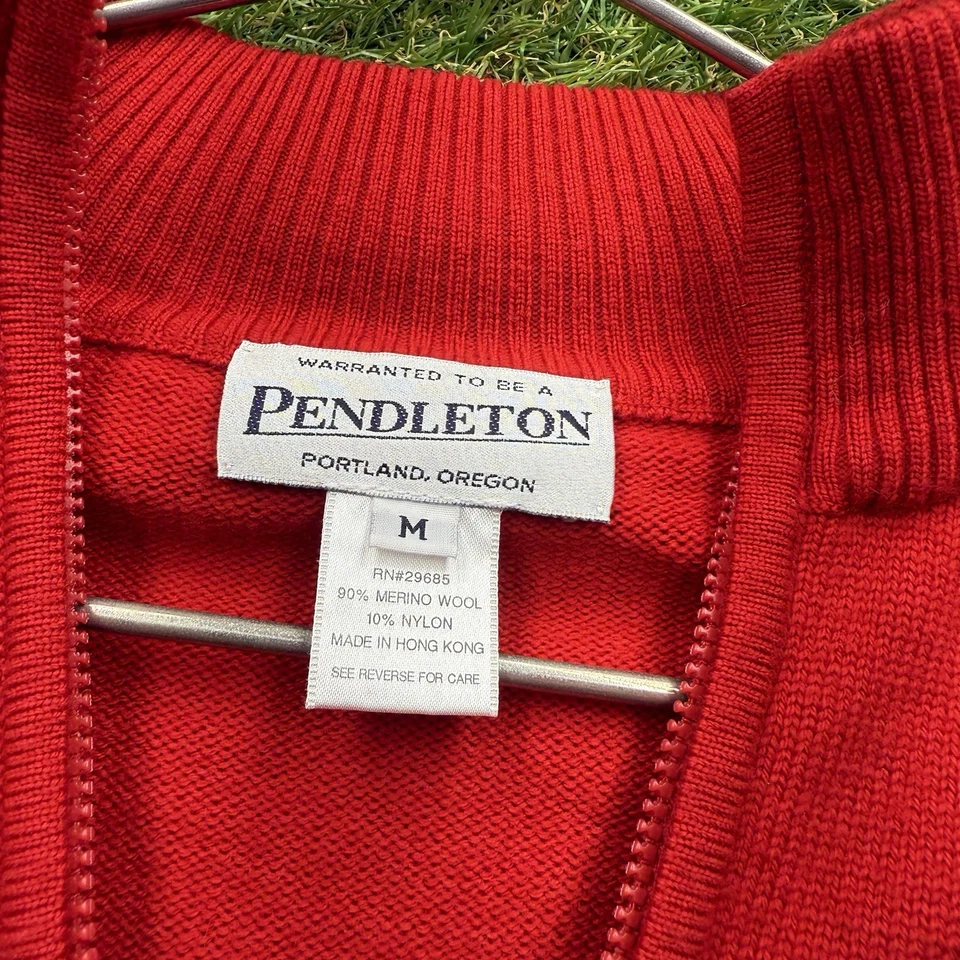 WARRANTED TO BE A
PENDLETON
PORTLAND, OREGON
M
RN#29685
90% MERINO WOOL
10% NYLON
MADE IN HONG KONG
SEE REVERSE FOR CARE